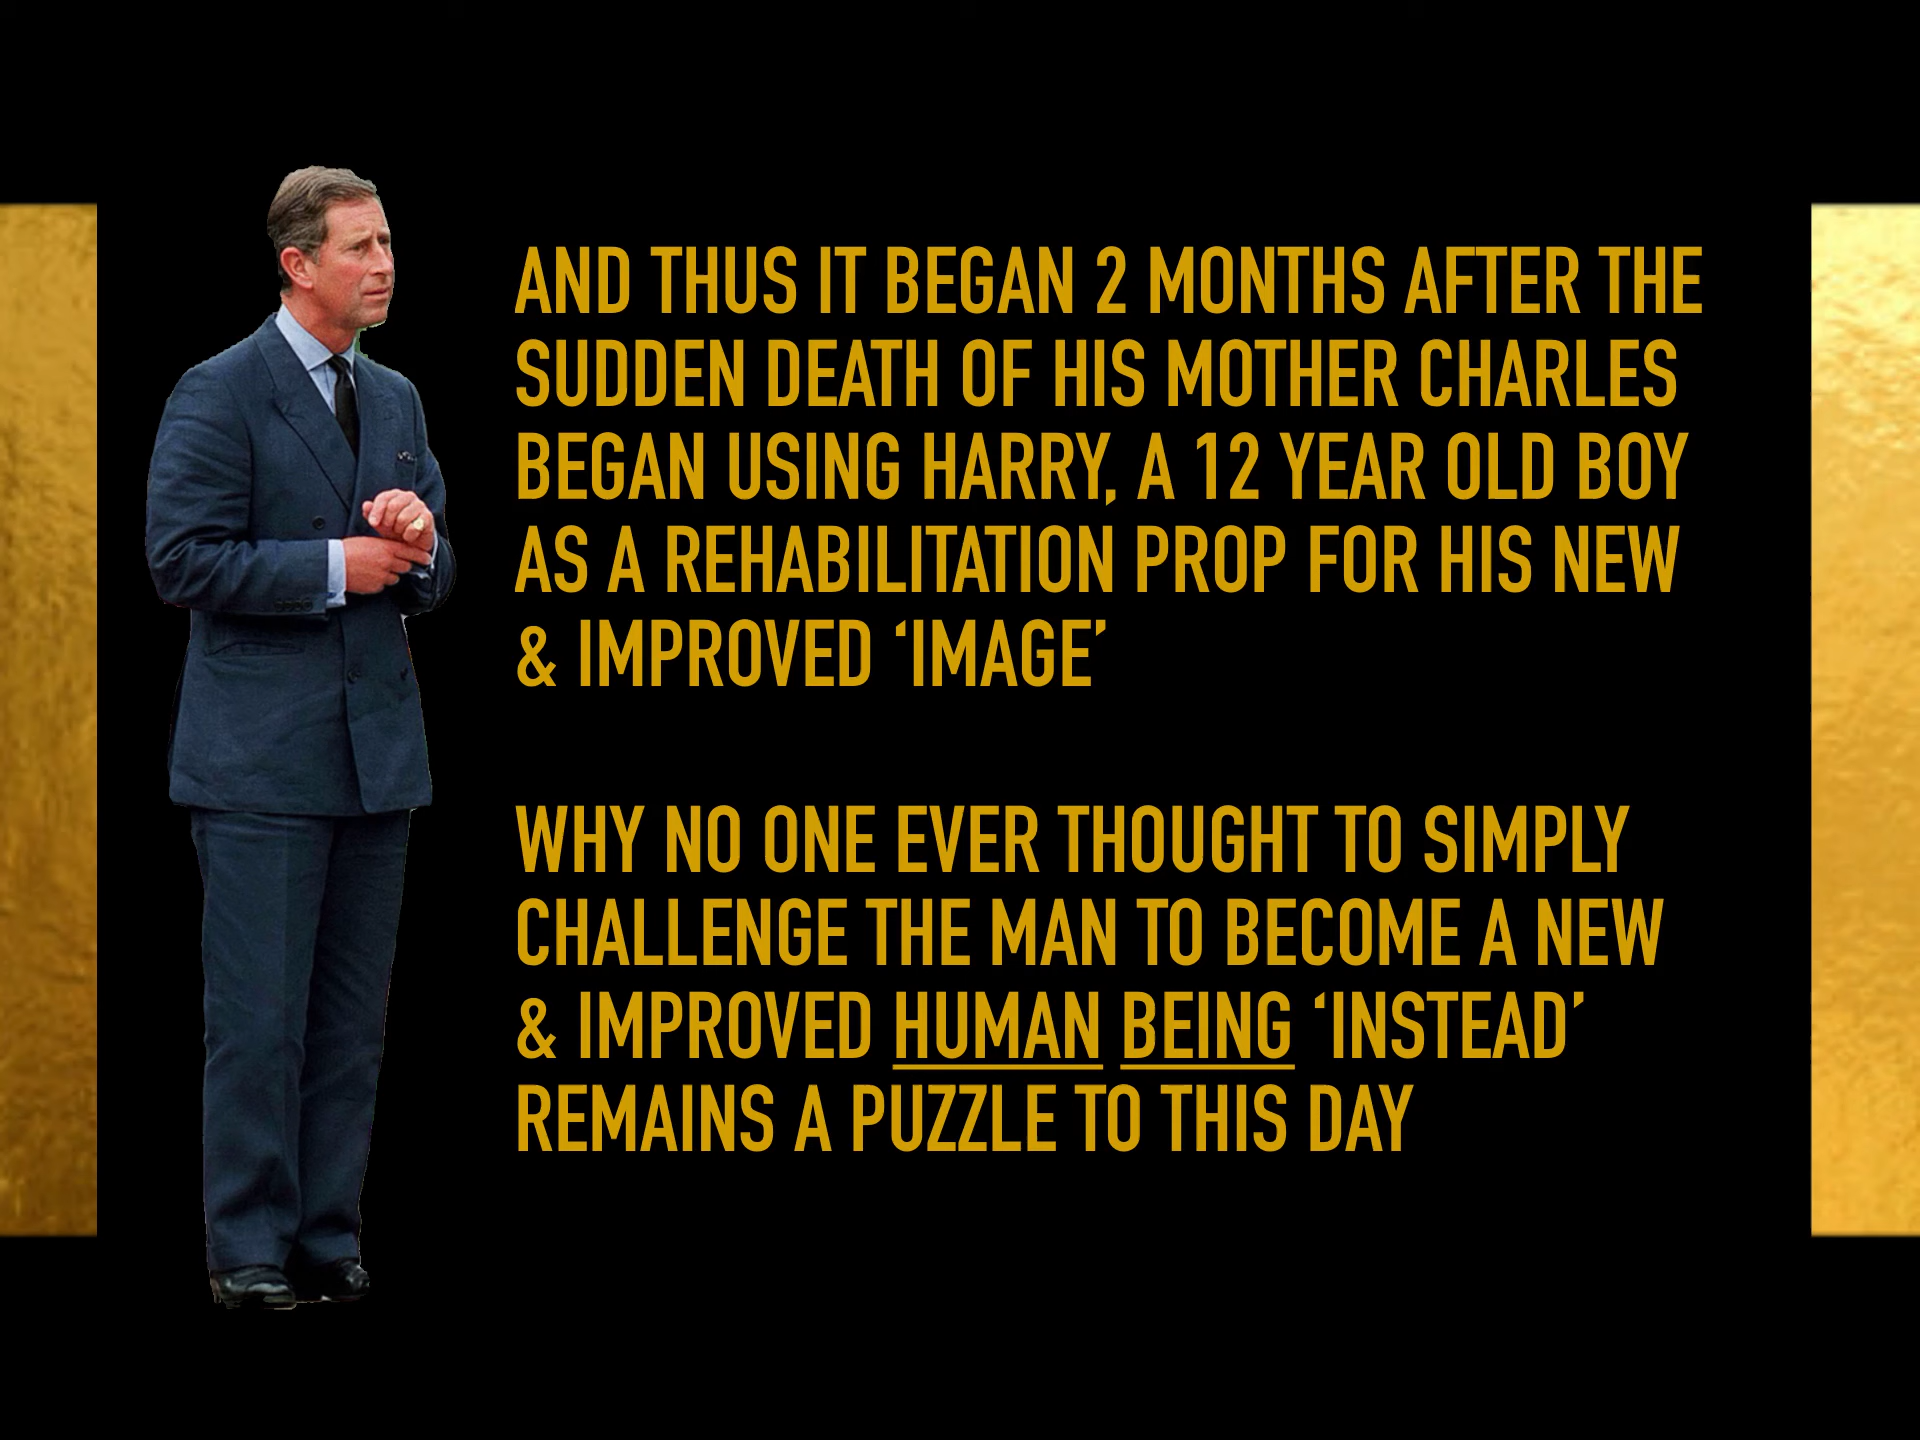 AND THUS IT BEGAN 2 MONTHS AFTER THE
SUDDEN DEATH OF HIS MOTHER CHARLES
BEGAN USING HARRY, A 12 YEAR OLD BOY
AS A REHABILITATION PROP FOR HIS NEW
& IMPROVED ‘IMAGE’
WHY NO ONE EVER THOUGHT TO SIMPLY
CHALLENGE THE MAN TO BECOME A NEW
& IMPROVED HUMAN BEING ‘INSTEAD’
REMAINS A PUZZLE TO THIS DAY